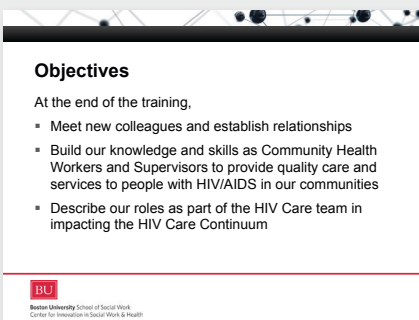 Objectives
At the end of the training,
▪ Meet new colleagues and establish relationships
▪ Build our knowledge and skills as Community Health
Workers and Supervisors to provide quality care and
services to people with HIV/AIDS in our communities
▪ Describe our roles as part of the HIV Care team in
impacting the HIV Care Continuum
BU
Boston University School of Social Work
Center for Innovation in Social Work & Health